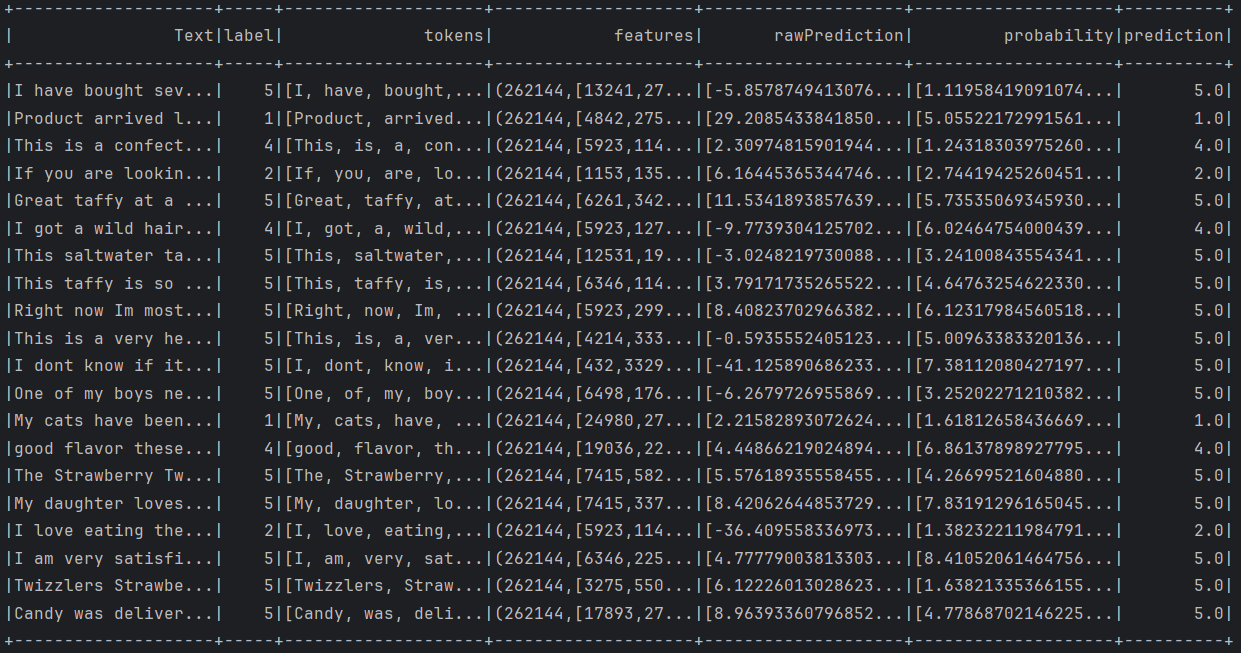 +--------------------+-----+--------------------+--------------------+--------------------+--------------------+----------+
|                Text|label|              tokens|            features|       rawPrediction|         probability|prediction|
+--------------------+-----+--------------------+--------------------+--------------------+--------------------+----------+
|I have bought sev...|    5|[I, have, bought,...|(262144,[13241,27...|[-5.8578749413076...|[1.11958419091074...|       5.0|
|Product arrived l...|    1|[Product, arrived...|(262144,[4842,275...|[29.2085433841850...|[5.05522172991561...|       1.0|
|This is a confect...|    4|[This, is, a, con...|(262144,[5923,114...|[2.30974815901944...|[1.24318303975260...|       4.0|
|If you are lookin...|    2|[If, you, are, lo...|(262144,[1153,135...|[6.16445365344746...|[2.74419425260451...|       2.0|
|Great taffy at a ...|    5|[Great, taffy, at...|(262144,[6261,342...|[11.5341893857639...|[5.73535069345930...|       5.0|
|I got a wild hair...|    4|[I, got, a, wild,...|(262144,[5923,127...|[-9.7739304125702...|[6.02464754000439...|       4.0|
|This saltwater ta...|    5|[This, saltwater,...|(262144,[12531,19...|[-3.0248219730088...|[3.24100843554341...|       5.0|
|This taffy is so ...|    5|[This, taffy, is,...|(262144,[6346,114...|[3.79171735265522...|[4.64763254622330...|       5.0|
|Right now Im most...|    5|[Right, now, Im, ...|(262144,[5923,299...|[8.40823702966382...|[6.12317984560518...|       5.0|
|This is a very he...|    5|[This, is, a, ver...|(262144,[4214,333...|[-0.5935552405123...|[5.00963383320136...|       5.0|
|I dont know if it...|    5|[I, dont, know, i...|(262144,[432,3329...|[-41.125890686233...|[7.38112080427197...|       5.0|
|One of my boys ne...|    5|[One, of, my, boy...|(262144,[6498,176...|[-6.2679726955869...|[3.25202271210382...|       5.0|
|My cats have been...|    1|[My, cats, have, ...|(262144,[24980,27...|[2.21582893072624...|[1.61812658436669...|       1.0|
|good flavor these...|    4|[good, flavor, th...|(262144,[19036,22...|[4.44866219024894...|[6.86137898927795...|       4.0|
|The Strawberry Tw...|    5|[The, Strawberry,...|(262144,[7415,582...|[5.57618935558455...|[4.26699521604880...|       5.0|
|My daughter loves...|    5|[My, daughter, lo...|(262144,[7415,337...|[8.42062644853729...|[7.83191296165045...|       5.0|
|I love eating the...|    2|[I, love, eating,...|(262144,[5923,114...|[-36.409558336973...|[1.38232211984791...|       2.0|
|I am very satisfi...|    5|[I, am, very, sat...|(262144,[6346,225...|[4.77779003813303...|[8.41052061464756...|       5.0|
|Twizzlers Strawbe...|    5|[Twizzlers, Straw...|(262144,[3275,550...|[6.12226013028623...|[1.63821335366155...|       5.0|
|Candy was deliver...|    5|[Candy, was, deli...|(262144,[17893,27...|[8.96393360796852...|[4.77868702146225...|       5.0|
+--------------------+-----+--------------------+--------------------+--------------------+--------------------+----------+